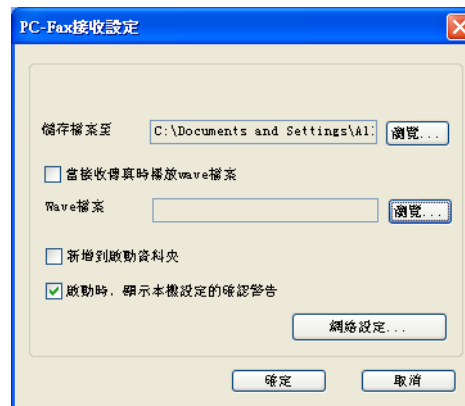 PC-Fax接收設定
儲存檔案至 C:\Documents and Settings\Al 瀏覽...
當接收傳真時播放wave檔案
Wave檔案 瀏覽...
新增到啟動資料夾
啟動時，顯示本機設定的確認警告
網絡設定...
確定 取消